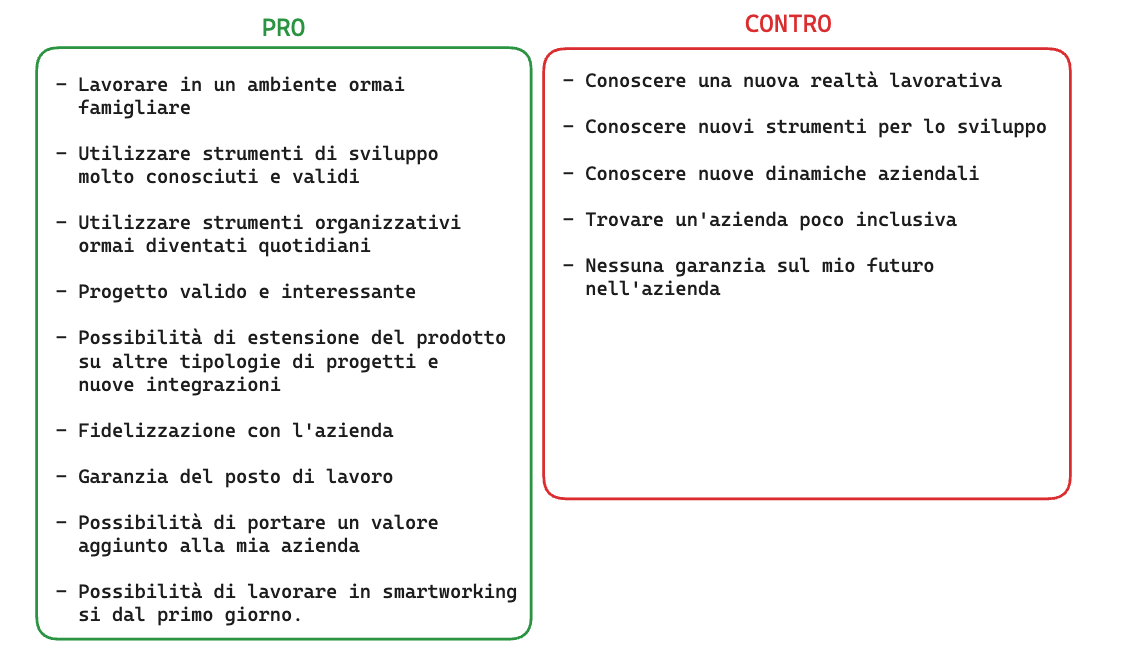 PRO
- Lavorare in un ambiente ormai
famigliare
- Utilizzare strumenti di sviluppo
molto conosciuti e validi
- Utilizzare strumenti organizzativi
ormai diventati quotidiani
- Progetto valido e interessante
- Possibilità di estensione del prodotto
su altre tipologie di progetti e
nuove integrazioni
- Fidelizzazione con l'azienda
- Garanzia del posto di lavoro
- Possibilità di portare un valore
aggiunto alla mia azienda
- Possibilità di lavorare in smartworking
si dal primo giorno.
CONTRO
- Conoscere una nuova realtà lavorativa
- Conoscere nuovi strumenti per lo sviluppo
- Conoscere nuove dinamiche aziendali
- Trovare un'azienda poco inclusiva
- Nessuna garanzia sul mio futuro
nell'azienda